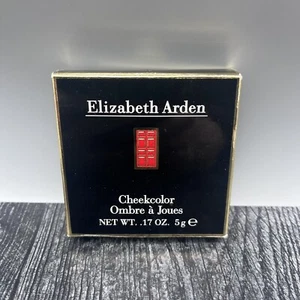 Elizabeth Arden
Cheekcolor
Ombre à Joues
NET WT. .17 OZ. 5g ℮